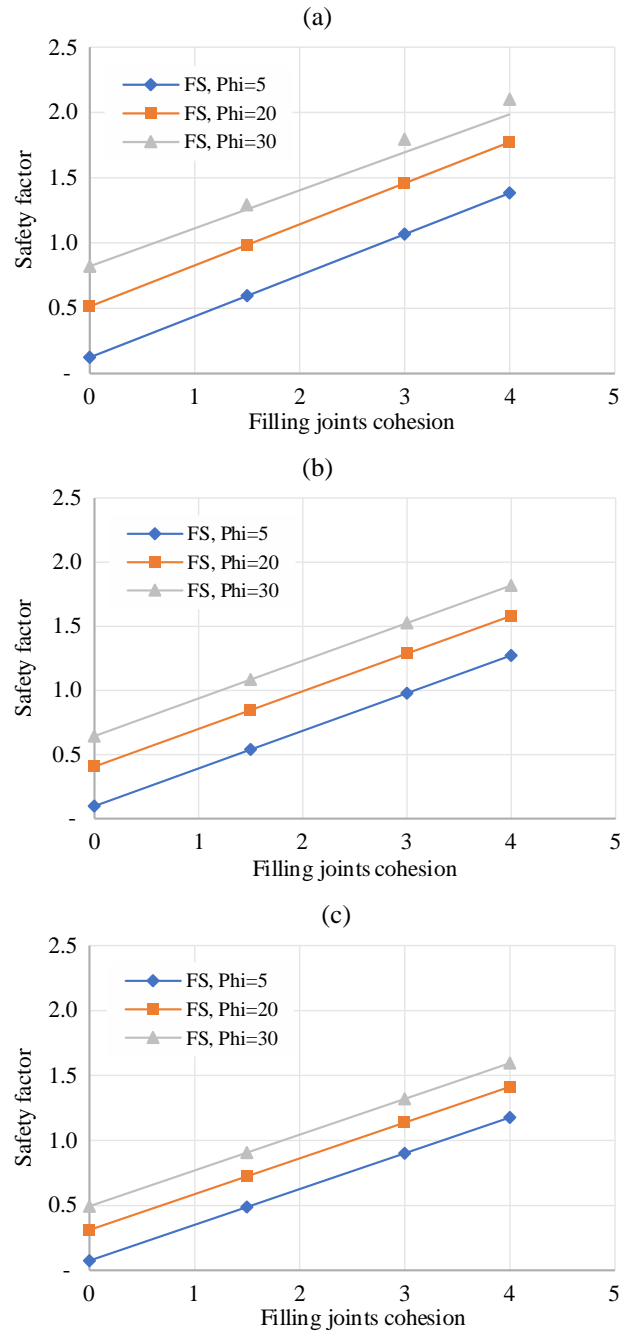 (a)
2.5
2.0
1.5
1.0
0.5
-
Safety factor
FS, Phi=5
FS, Phi=20
FS, Phi=30
0 1 2 3 4 5
Filling joints cohesion
(b)
2.5
2.0
1.5
1.0
0.5
-
Safety factor
FS, Phi=5
FS, Phi=20
FS, Phi=30
0 1 2 3 4 5
Filling joints cohesion
(c)
2.5
2.0
1.5
1.0
0.5
-
Safety factor
FS, Phi=5
FS, Phi=20
FS, Phi=30
0 1 2 3 4 5
Filling joints cohesion